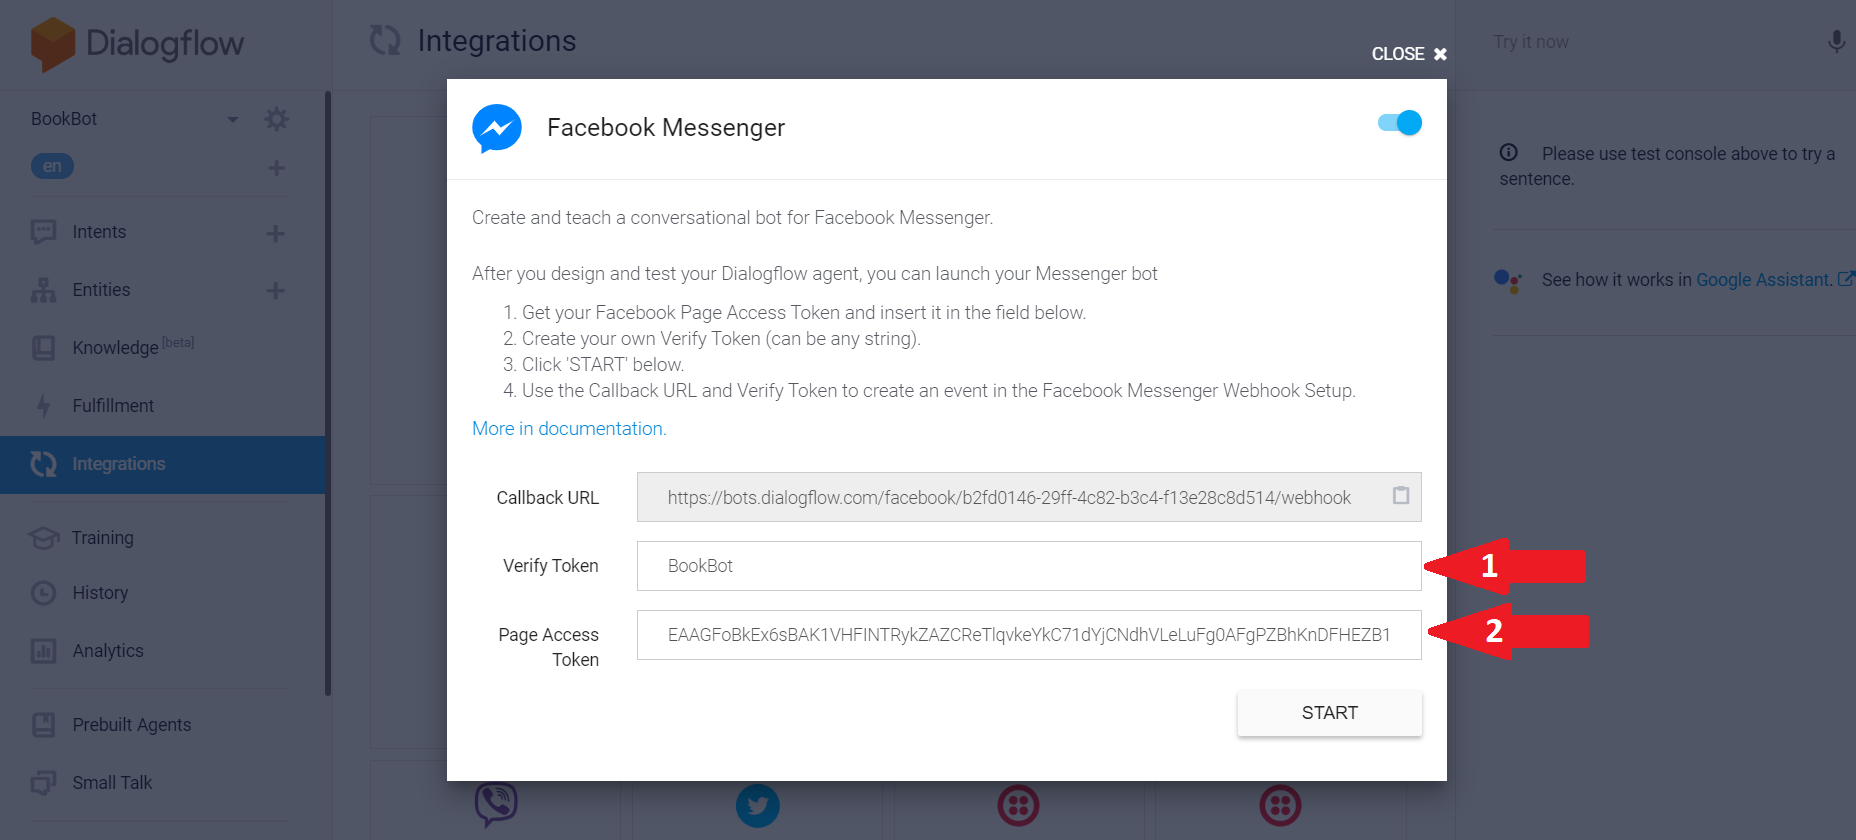 Dialogflow
BookBot
en
Intents
Entities
Knowledge [beta]
Fulfillment
Integrations
Training
History
Analytics
Prebuilt Agents
Small Talk
Integrations
CLOSE
Facebook Messenger
Create and teach a conversational bot for Facebook Messenger.
After you design and test your Dialogflow agent, you can launch your Messenger bot
1. Get your Facebook Page Access Token and insert it in the field below.
2. Create your own Verify Token (can be any string).
3. Click 'START' below.
4. Use the Callback URL and Verify Token to create an event in the Facebook Messenger Webhook Setup.
More in documentation.
Callback URL
https://bots.dialogflow.com/facebook/b2fd0146-29ff-4c82-b3c4-f13e28c8d514/webhook
Verify Token
BookBot
1
Page Access
Token
EAAGFoBkEx6sBAK1VHFINTRykZAZCReTlqvkeYkC71dYjCNdhVLeLuFg0AFgPZBhKnDFHEZB1
2
START
Try it now
Please use test console above to try a
sentence.
See how it works in Google Assistant.